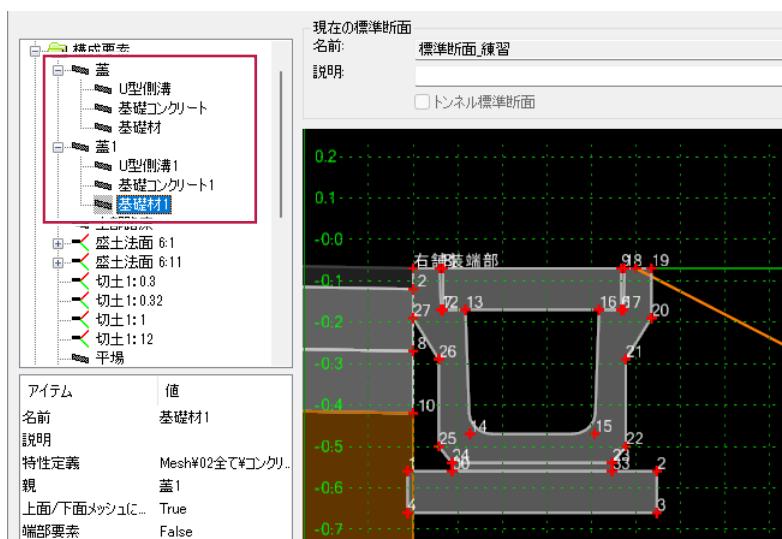 構成要素
蓋
U型側溝
基礎コンクリート
基礎材
蓋1
U型側溝1
基礎コンクリート1
基礎材1
盛土法面 6:1
盛土法面 6:11
切土1:0.3
切土1:0.32
切土1:1
切土1:12
平場
アイテム 値
名前 基礎材1
説明
特性定義 Mesh¥02全て¥コンクリ...
親 蓋1
上面/下面メッシュに... True
端部要素 False
現在の標準断面
名前: 標準断面_練習
説明:
トンネル標準断面
0.2
0.1
-0.0
右舗装端部 9 18 19
-0.1 2
27 13 16 17 20
-0.2
8 26 21
-0.3
-0.4 10
14 15
25 22
-0.5 24 23
1 2
-0.6
4 3
-0.7